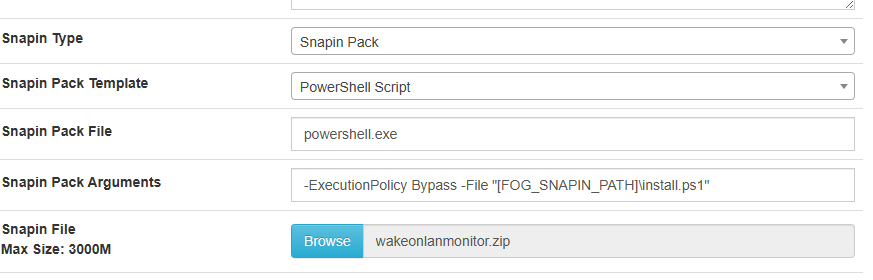 Snapin Type
Snapin Pack
Snapin Pack Template
PowerShell Script
Snapin Pack File
powershell.exe
Snapin Pack Arguments
-ExecutionPolicy Bypass -File "[FOG_SNAPIN_PATH]\install.ps1"
Snapin File
Max Size: 3000M
Browse
wakeonlanmonitor.zip